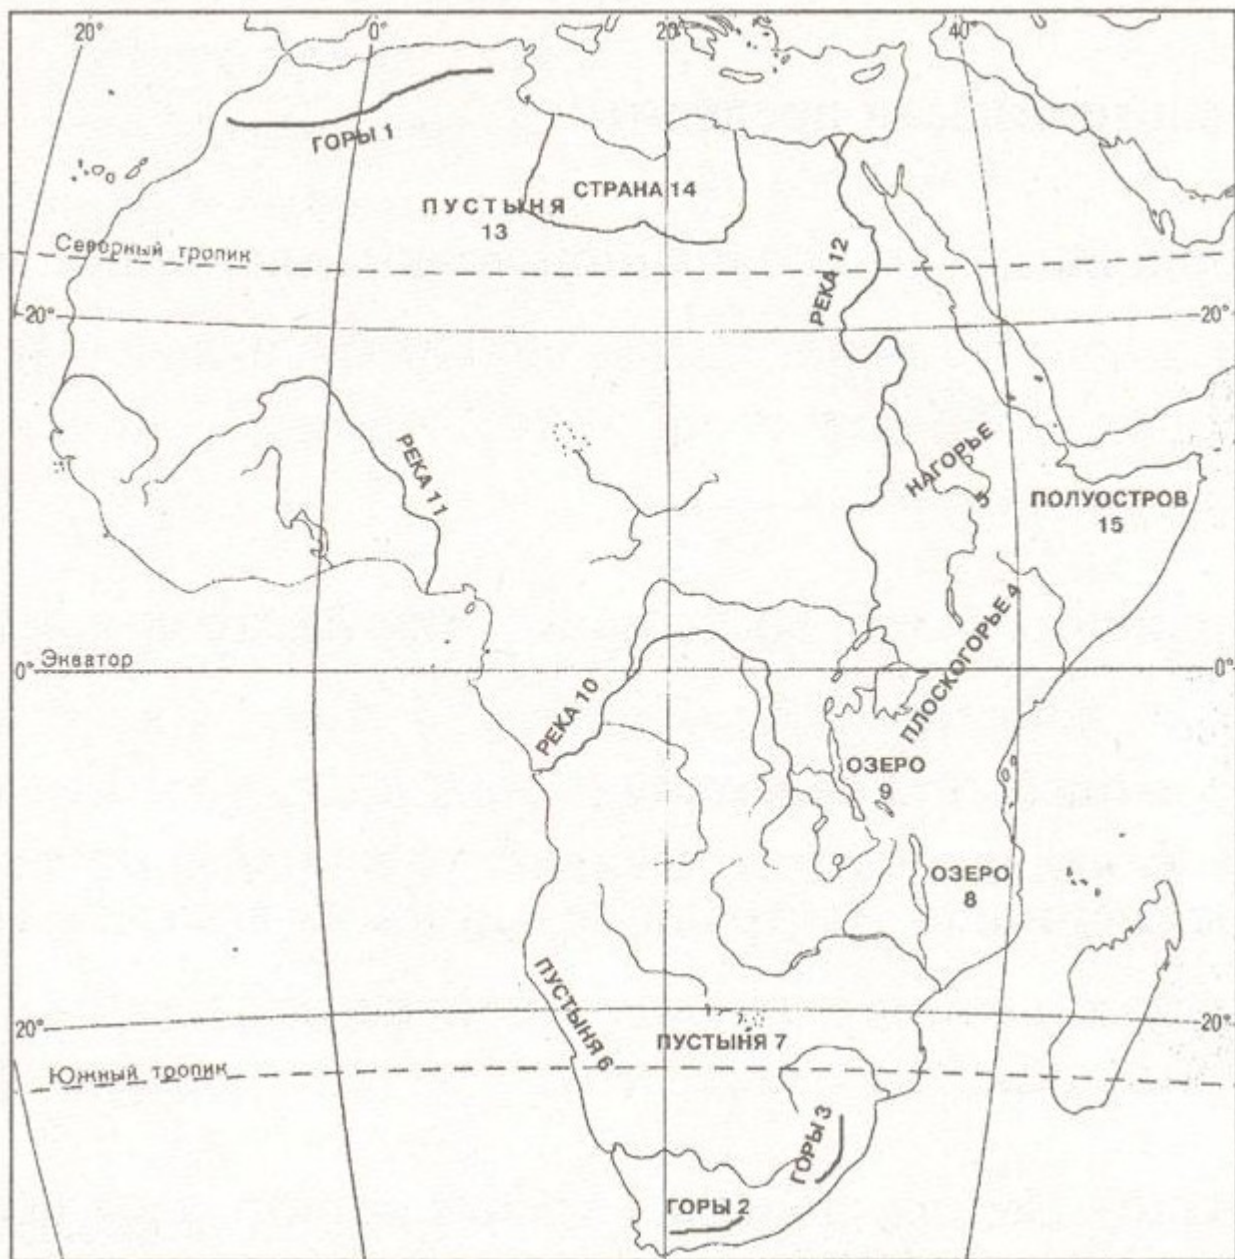 20° 0° 20° 40°
ГОРЫ 1
СТРАНА 14
ПУСТЫНЯ
13
Северный тропик
РЕКА 12
20° 20°
РЕКА 11
НАГОРЬЕ
5
ПОЛУОСТРОВ
15
ПЛОСКОГОРЬЕ 4
0° Экватор 0°
РЕКА 10
ОЗЕРО
9
ОЗЕРО
8
ПУСТЫНЯ 6
20° 20°
ПУСТЫНЯ 7
Южный тропик
ГОРЫ 3
ГОРЫ 2